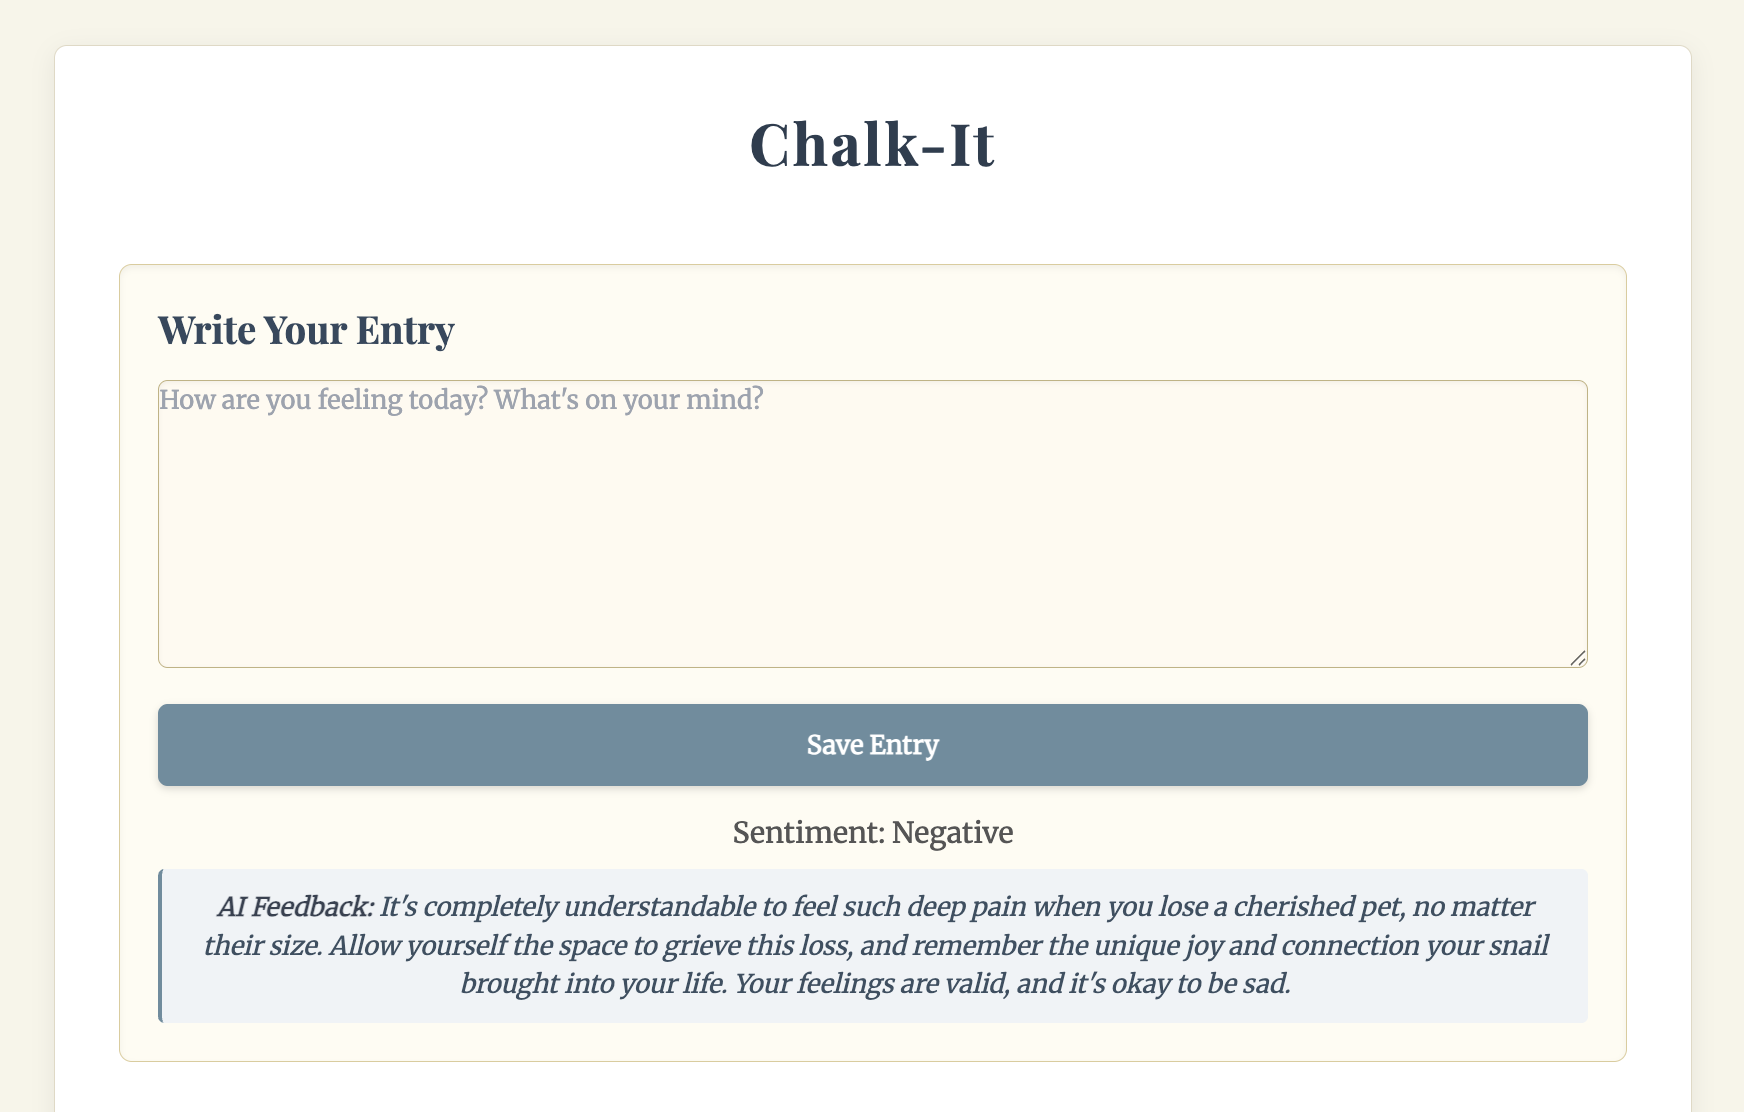 Chalk-It
Write Your Entry
How are you feeling today? What's on your mind?
Save Entry
Sentiment: Negative
AI Feedback: It's completely understandable to feel such deep pain when you lose a cherished pet, no matter
their size. Allow yourself the space to grieve this loss, and remember the unique joy and connection your snail
brought into your life. Your feelings are valid, and it's okay to be sad.